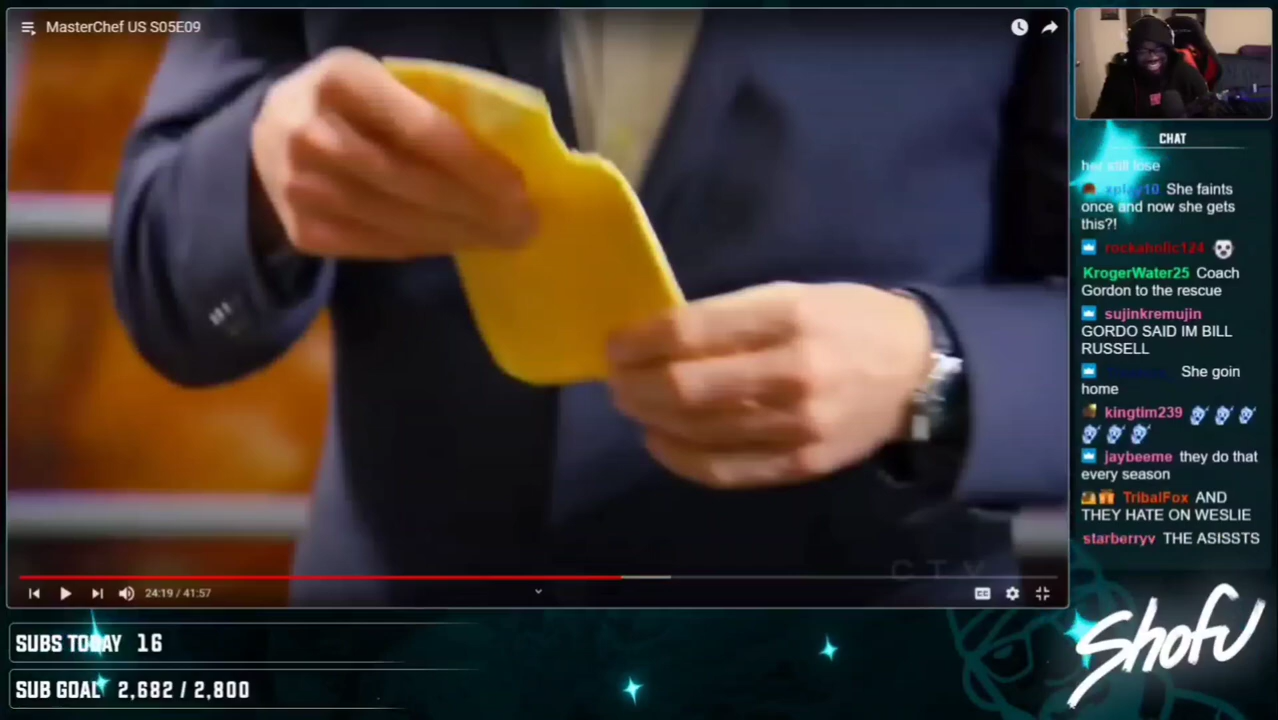 MasterChef US S05E09
CHAT
her still lose
xplay10 She faints
once and now she gets
this?!
rockaholic124
KrogerWater25 Coach
Gordon to the rescue
sujinkremujin
GORDO SAID IM BILL
RUSSELL
She goin
home
kingtim239
jaybeeme they do that
every season
TribalFox AND
THEY HATE ON WESLIE
starberryv THE ASISSTS
CTV
24:19 / 41:57
CC
SUBS TODAY 16
SUB GOAL 2,682 / 2,800
Shofu